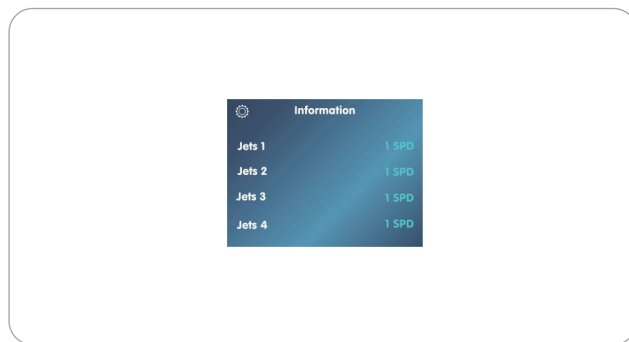 Information
Jets 1 1 SPD
Jets 2 1 SPD
Jets 3 1 SPD
Jets 4 1 SPD